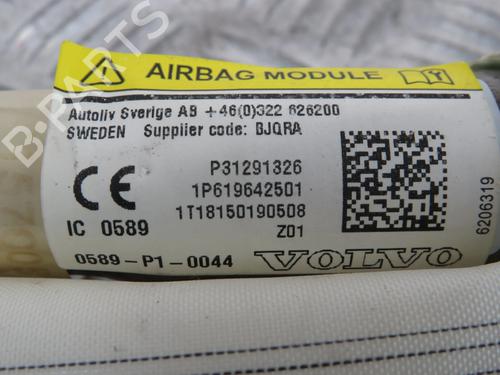 AIRBAG MODULE
Autoliv Sverige AB +46(0)322 626200
SWEDEN Supplier code: BJQRA
P31291326
1P619642501
CE
1T18150190508
IC 0589
Z01
0589-P1-0044
VOLVO
6206319
B-PARTS